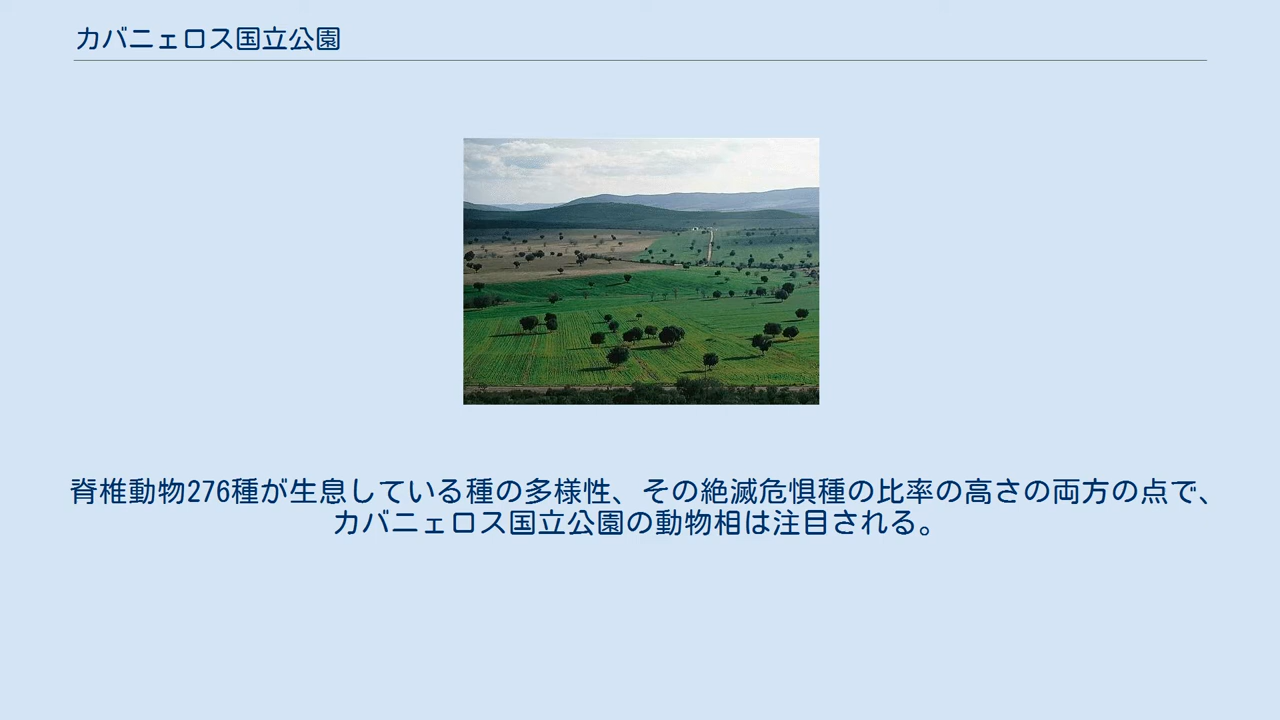 カバニェロス国立公園
脊椎動物276種が生息している種の多様性、その絶滅危惧種の比率の高さの両方の点で、
カバニェロス国立公園の動物相は注目される。